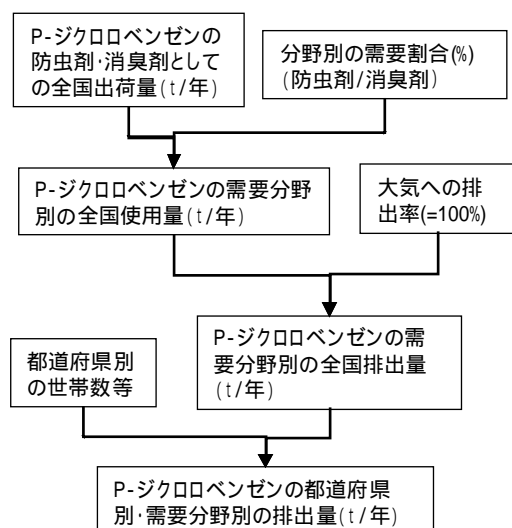 P-ジクロロベンゼンの
防虫剤･消臭剤として
の全国出荷量(t/年)
分野別の需要割合(%)
(防虫剤/消臭剤)
P-ジクロロベンゼンの需要分野
別の全国使用量(t/年)
大気への排
出率(=100%)
P-ジクロロベンゼンの需
要分野別の全国排出量
(t/年)
都道府県別
の世帯数等
P-ジクロロベンゼンの都道府県
別･需要分野別の排出量(t/年)